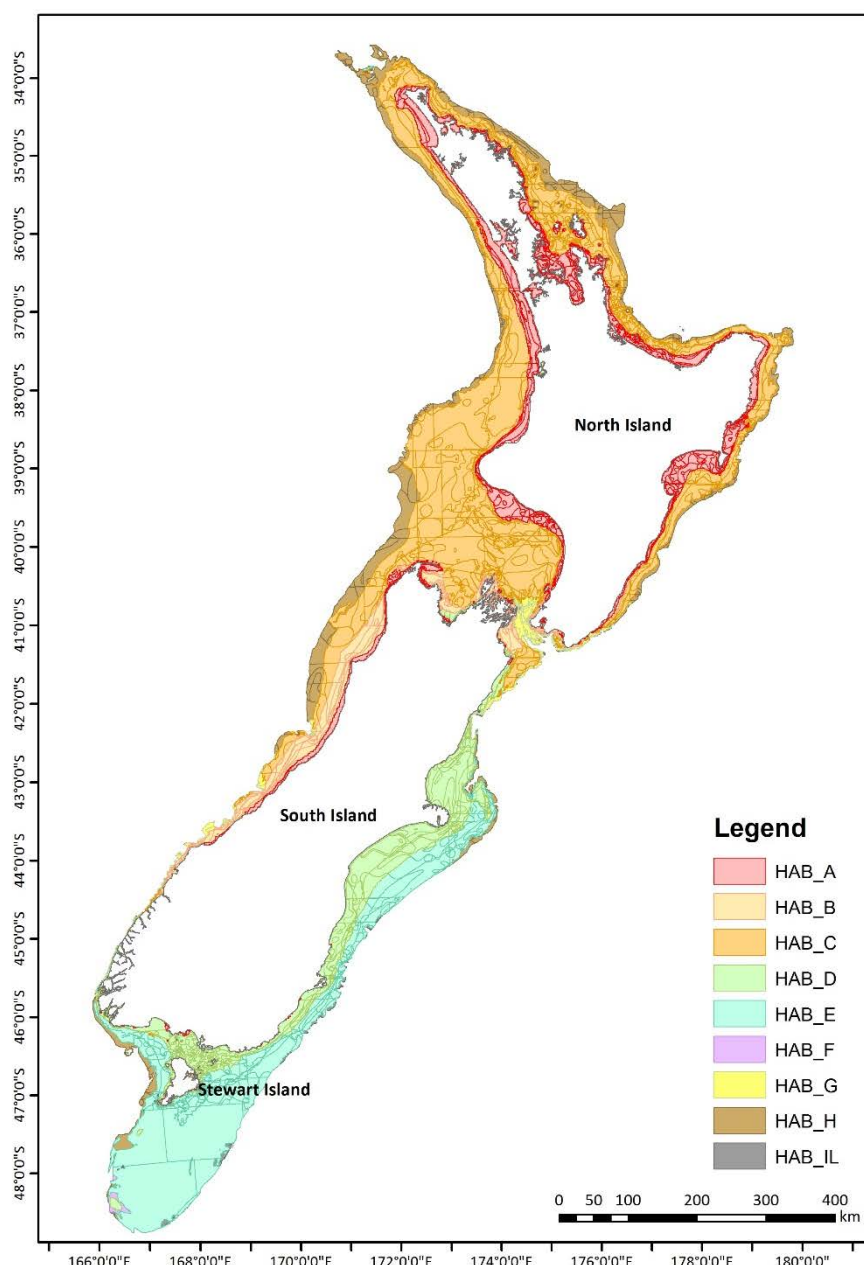 34°0'0"S
35°0'0"S
36°0'0"S
37°0'0"S
38°0'0"S
39°0'0"S
40°0'0"S
41°0'0"S
42°0'0"S
43°0'0"S
44°0'0"S
45°0'0"S
46°0'0"S
47°0'0"S
48°0'0"S
North Island
South Island
Stewart Island
Legend
HAB_A
HAB_B
HAB_C
HAB_D
HAB_E
HAB_F
HAB_G
HAB_H
HAB_IL
0 50 100 200 300 400
km
166°0'0"E 168°0'0"E 170°0'0"E 172°0'0"E 174°0'0"E 176°0'0"E 178°0'0"E 180°0'0"